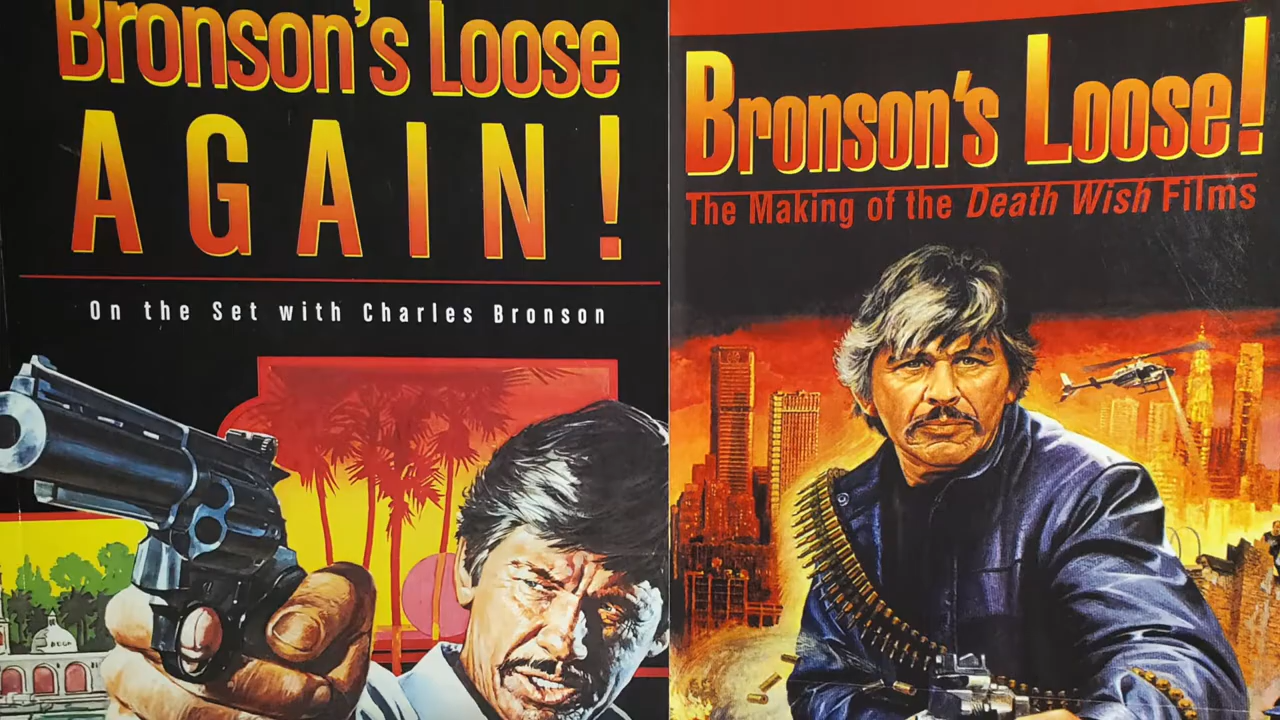 Bronson's Loose
AGAIN!
On the Set with Charles Bronson
Bronson's Loose!
The Making of the Death Wish Films